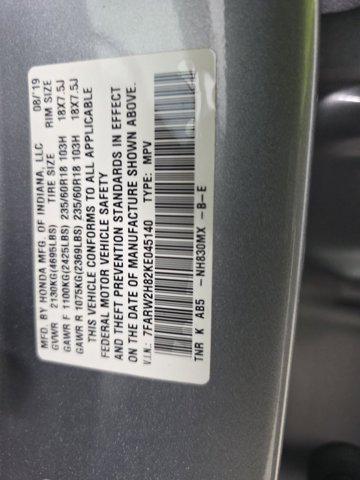 MFD. BY HONDA MFG. OF INDIANA, LLC 08/'19
GVWR 2130KG(4695LBS) TIRE SIZE RIM SIZE
GAWR F 1100KG(2425LBS) 235/60R18 103H 18X7.5J
GAWR R 1075KG(2369LBS) 235/60R18 103H 18X7.5J
THIS VEHICLE CONFORMS TO ALL APPLICABLE
FEDERAL MOTOR VEHICLE SAFETY
AND THEFT PREVENTION STANDARDS IN EFFECT
ON THE DATE OF MANUFACTURE SHOWN ABOVE.
V.I.N.: 7FARW2H82KE045140 TYPE: MPV
TNR K AB5 -NH830MX -B-E